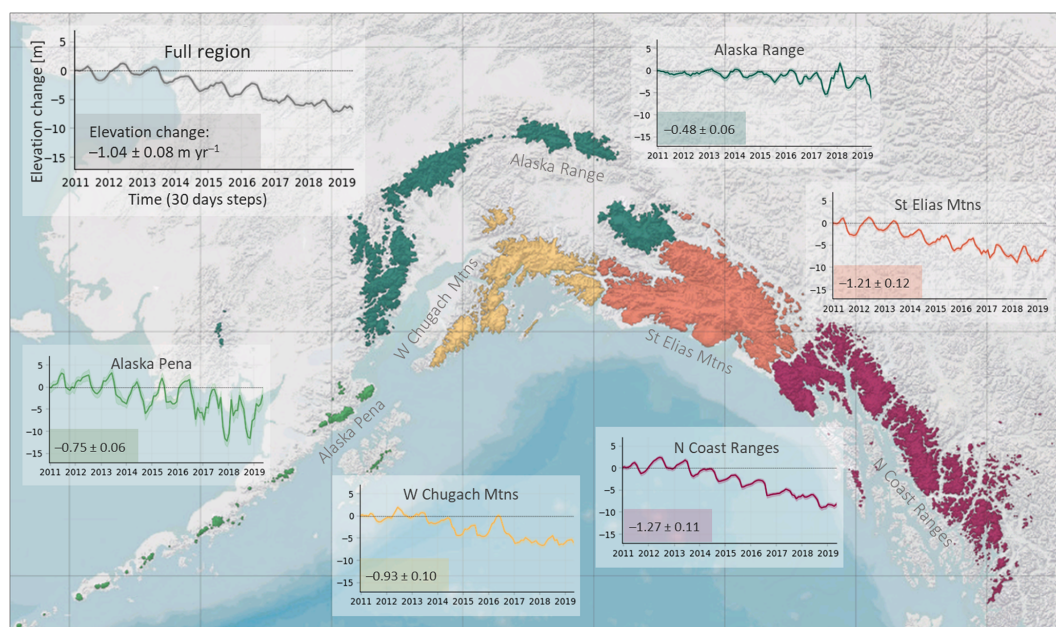 Full region
Elevation change [m]
5
0
−5
−10
−15
Elevation change:
−1.04 ± 0.08 m yr⁻¹
2011 2012 2013 2014 2015 2016 2017 2018 2019
Time (30 days steps)
Alaska Range
5
0
−5
−10
−15
−0.48 ± 0.06
2011 2012 2013 2014 2015 2016 2017 2018 2019
Alaska Range
St Elias Mtns
5
0
−5
−10
−15
−1.21 ± 0.12
2011 2012 2013 2014 2015 2016 2017 2018 2019
W Chugach Mtns
St Elias Mtns
Alaska Pena
5
0
−5
−10
−15
−0.75 ± 0.06
2011 2012 2013 2014 2015 2016 2017 2018 2019
Alaska Pena
N Coast Ranges
5
0
−5
−10
−15
−1.27 ± 0.11
2011 2012 2013 2014 2015 2016 2017 2018 2019
N Coast Ranges
W Chugach Mtns
5
0
−5
−10
−15
−0.93 ± 0.10
2011 2012 2013 2014 2015 2016 2017 2018 2019